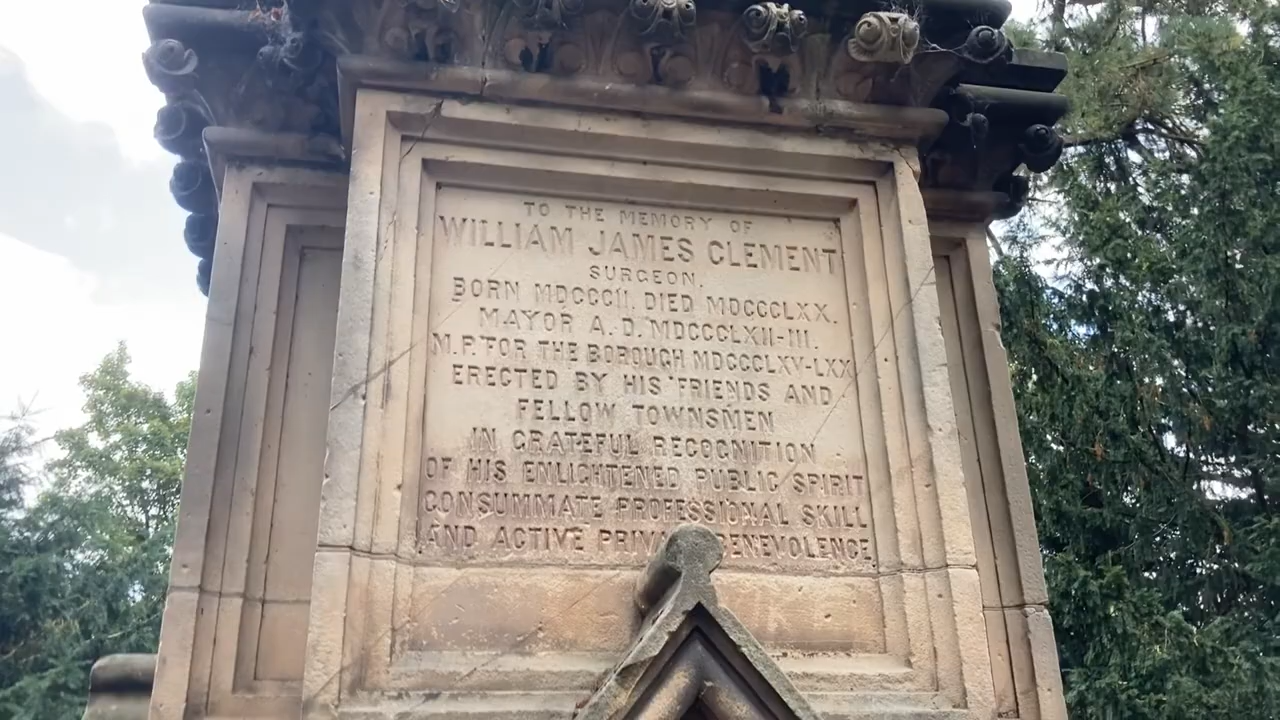 TO THE MEMORY OF
WILLIAM JAMES CLEMENT
SURGEON,
BORN MDCCCII. DIED MDCCCLXX.
MAYOR A.D. MDCCCLXII-III.
M.P. FOR THE BOROUGH MDCCCLXV-LXX
ERECTED BY HIS FRIENDS AND
FELLOW TOWNSMEN
IN GRATEFUL RECOGNITION
OF HIS ENLIGHTENED PUBLIC SPIRIT
CONSUMMATE PROFESSIONAL SKILL
AND ACTIVE BENEVOLENCE